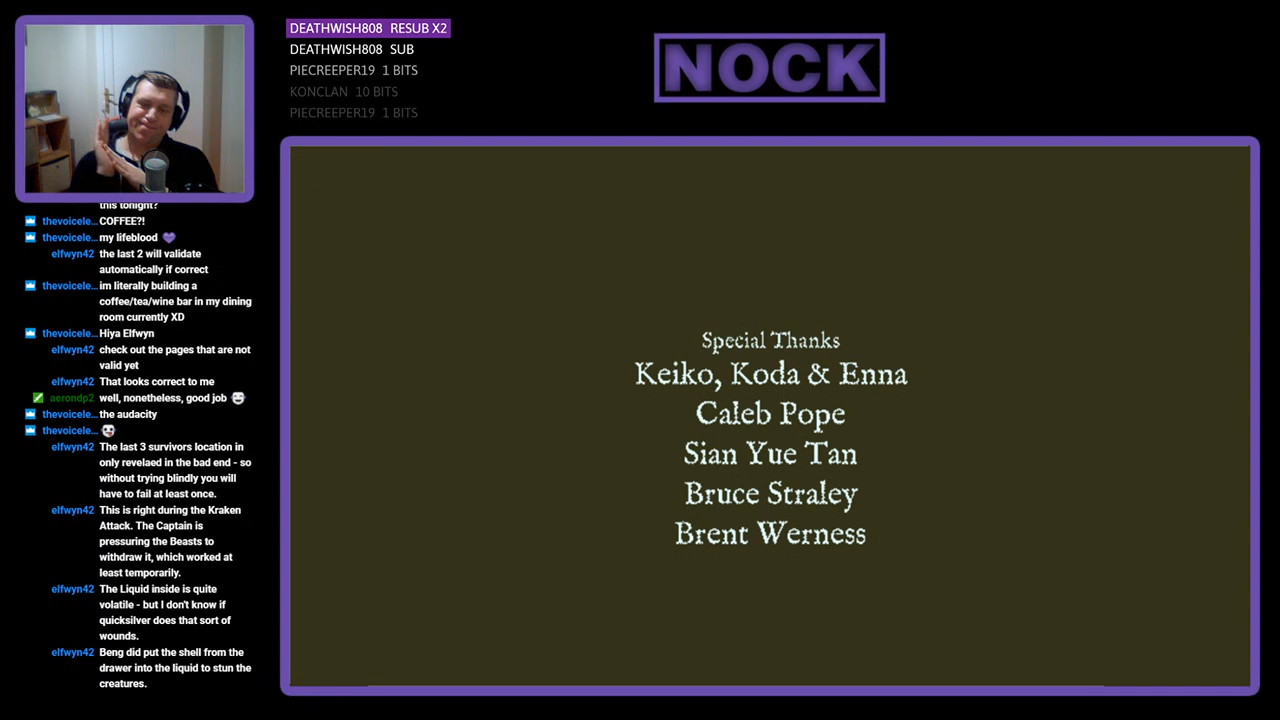 DEATHWISH808 RESUB X2
DEATHWISH808 SUB
PIECREEPER19 1 BITS
KONCLAN 10 BITS
PIECREEPER19 1 BITS
NOCK
this tonight?
thevoicele... COFFEE?!
thevoicele... my lifeblood
elfwyn42 the last 2 will validate
automatically if correct
thevoicele... im literally building a
coffee/tea/wine bar in my dining
room currently XD
thevoicele... Hiya Elfwyn
elfwyn42 check out the pages that are not
valid yet
elfwyn42 That looks correct to me
aerondp2 well, nonetheless, good job
thevoicele... the audacity
thevoicele...
elfwyn42 The last 3 survivors location in
only revelaed in the bad end - so
without trying blindly you will
have to fail at least once.
elfwyn42 This is right during the Kraken
Attack. The Captain is
pressuring the Beasts to
withdraw it, which worked at
least temporarily.
elfwyn42 The Liquid inside is quite
volatile - but I don't know if
quicksilver does that sort of
wounds.
elfwyn42 Beng did put the shell from the
drawer into the liquid to stun the
creatures.
Special Thanks
Keiko, Koda & Enna
Caleb Pope
Sian Yue Tan
Bruce Straley
Brent Werness